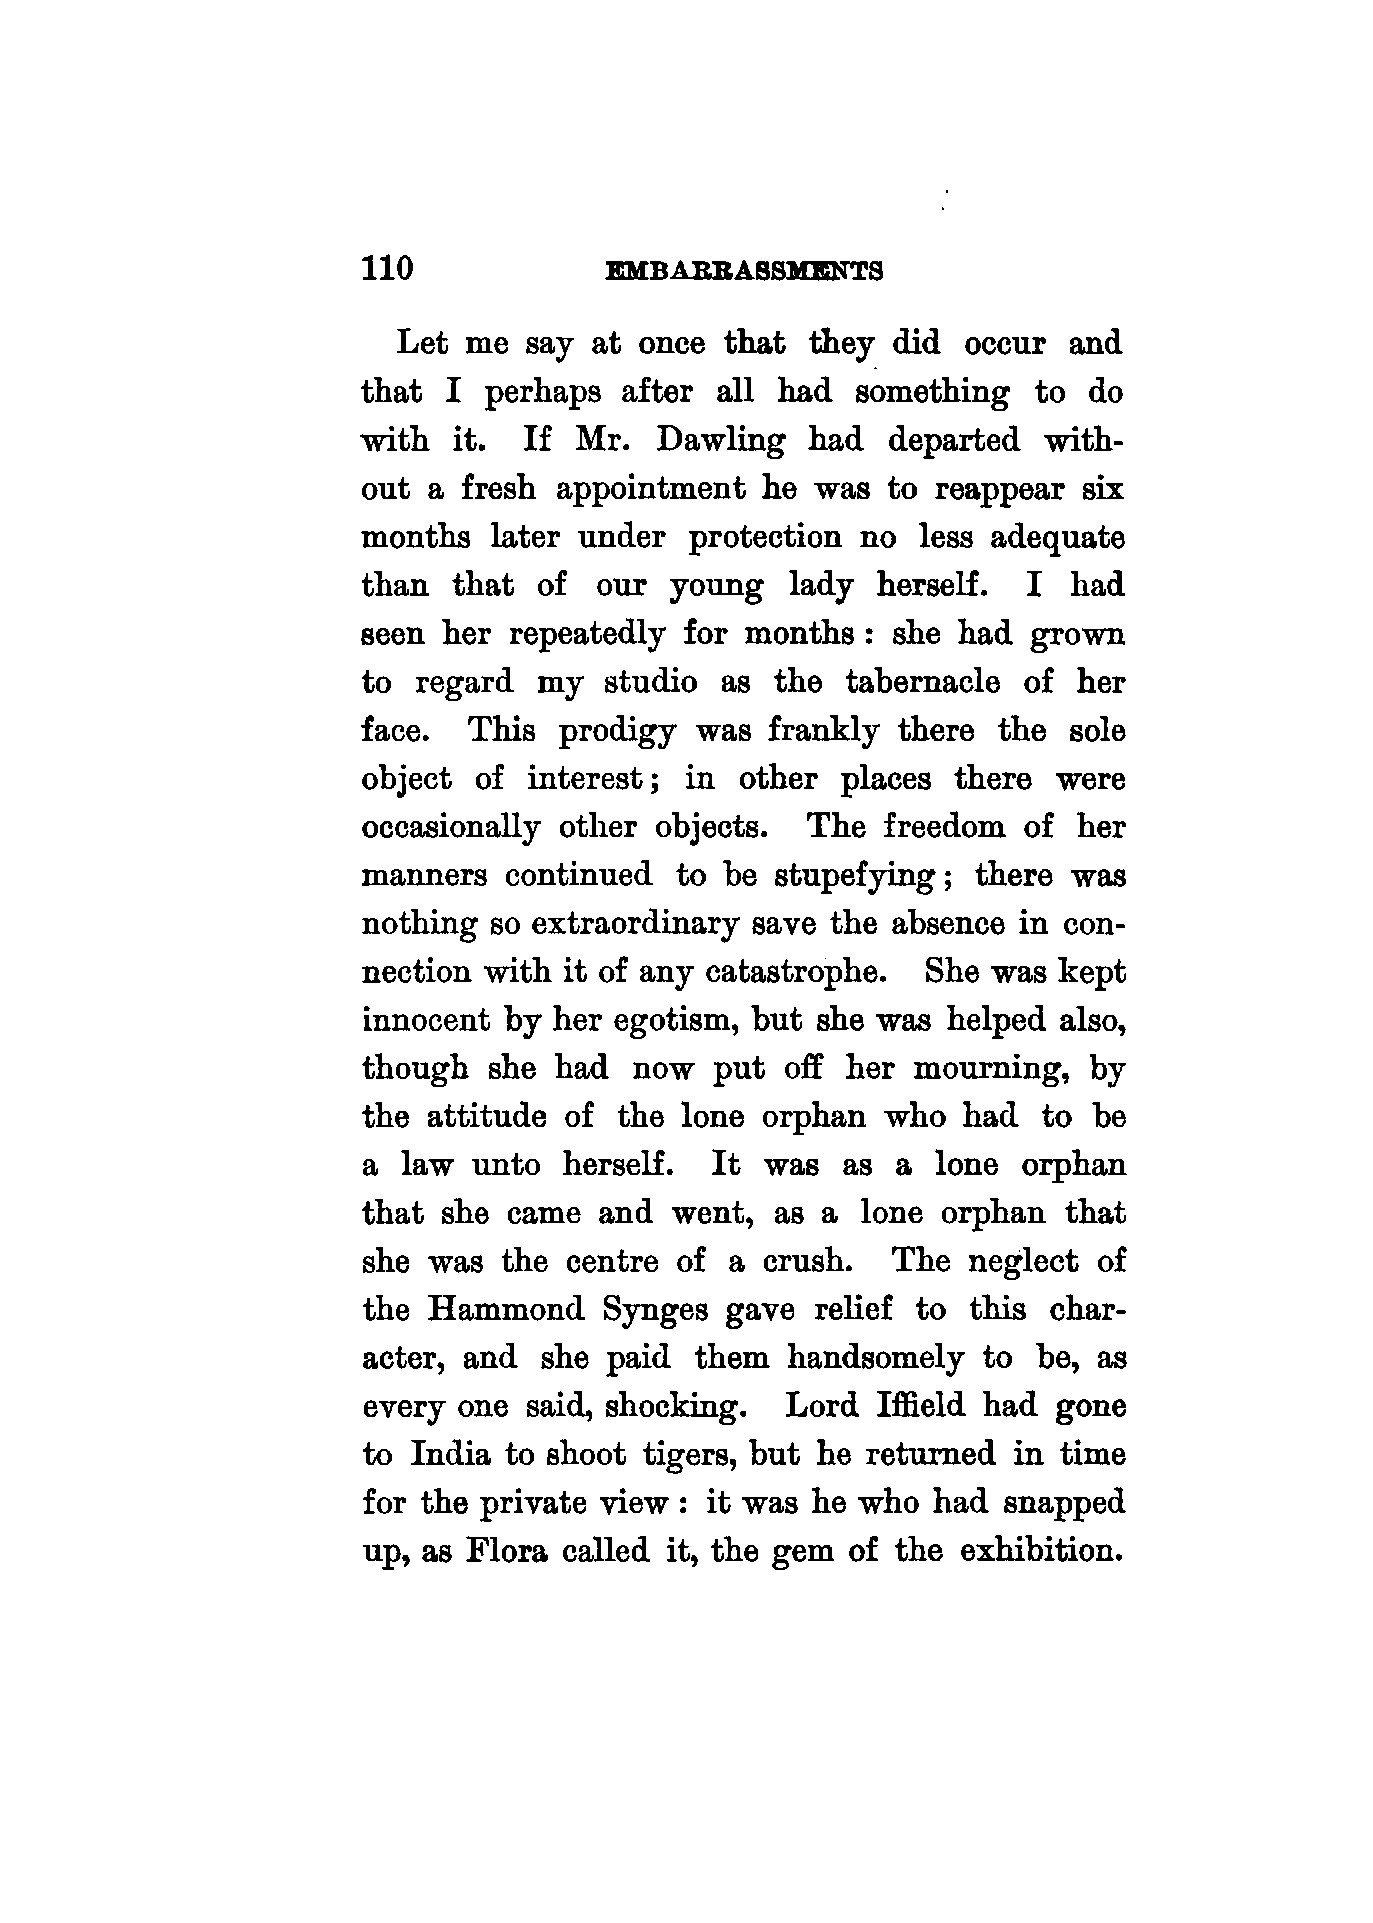 110 EMBARRASSMENTS
Let me say at once that they did occur and
that I perhaps after all had something to do
with it. If Mr. Dawling had departed with-
out a fresh appointment he was to reappear six
months later under protection no less adequate
than that of our young lady herself. I had
seen her repeatedly for months : she had grown
to regard my studio as the tabernacle of her
face. This prodigy was frankly there the sole
object of interest; in other places there were
occasionally other objects. The freedom of her
manners continued to be stupefying; there was
nothing so extraordinary save the absence in con-
nection with it of any catastrophe. She was kept
innocent by her egotism, but she was helped also,
though she had now put off her mourning, by
the attitude of the lone orphan who had to be
a law unto herself. It was as a lone orphan
that she came and went, as a lone orphan that
she was the centre of a crush. The neglect of
the Hammond Synges gave relief to this char-
acter, and she paid them handsomely to be, as
every one said, shocking. Lord Iffield had gone
to India to shoot tigers, but he returned in time
for the private view : it was he who had snapped
up, as Flora called it, the gem of the exhibition.